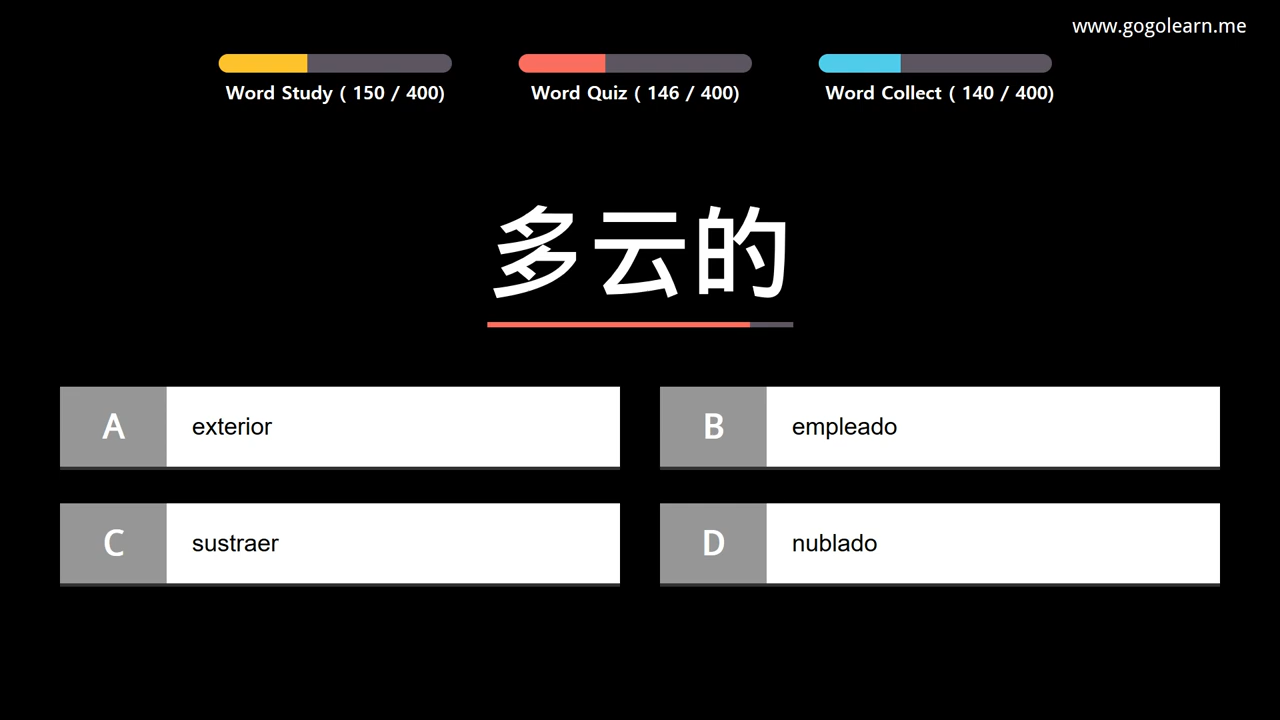 www.gogolearn.me
Word Study ( 150 / 400)
Word Quiz ( 146 / 400)
Word Collect ( 140 / 400)
多云的
A exterior
B empleado
C sustraer
D nublado